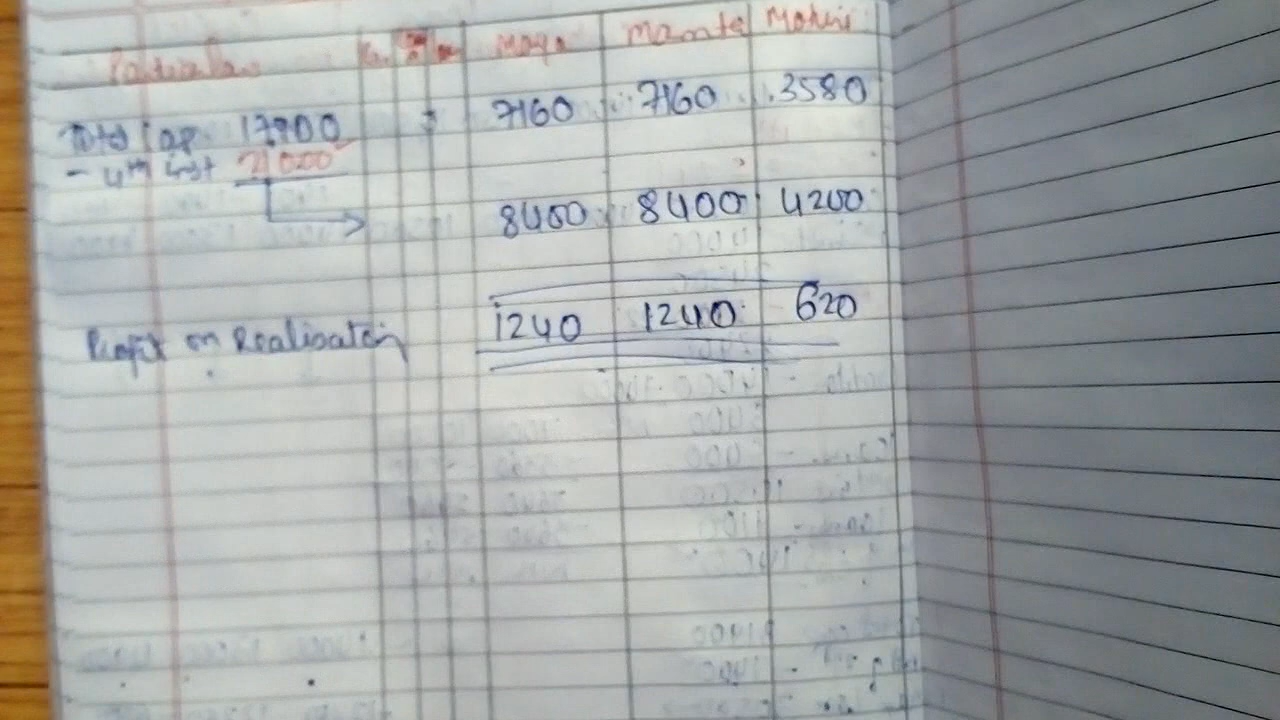 Particulars Maya Mamta Mohini
Total Cap. 17900 7160 7160 3580
- 4th Inst 21000
8400 8400 4200
Profit on Realisation 1240 1240 620